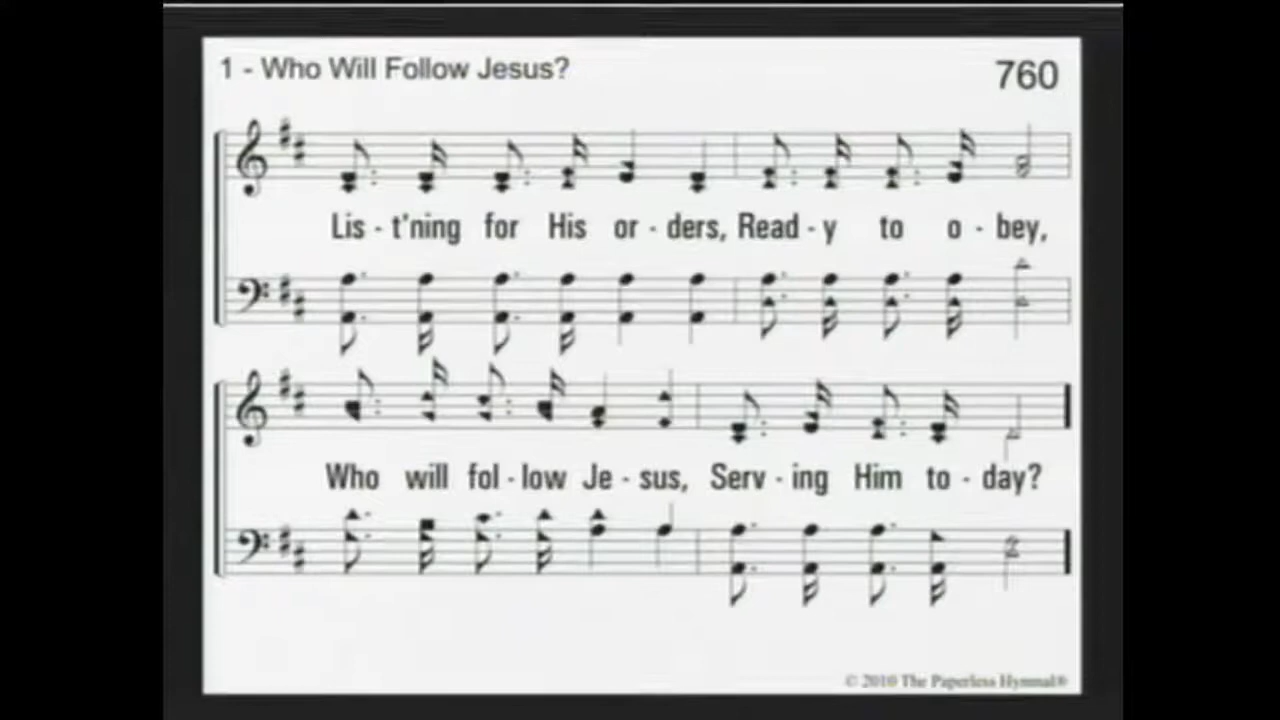 1 - Who Will Follow Jesus?
760
Lis - t'ning for His or - ders, Read - y to o - bey,
Who will fol - low Je - sus, Serv - ing Him to - day?
© 2010 The Paperless Hymnal®